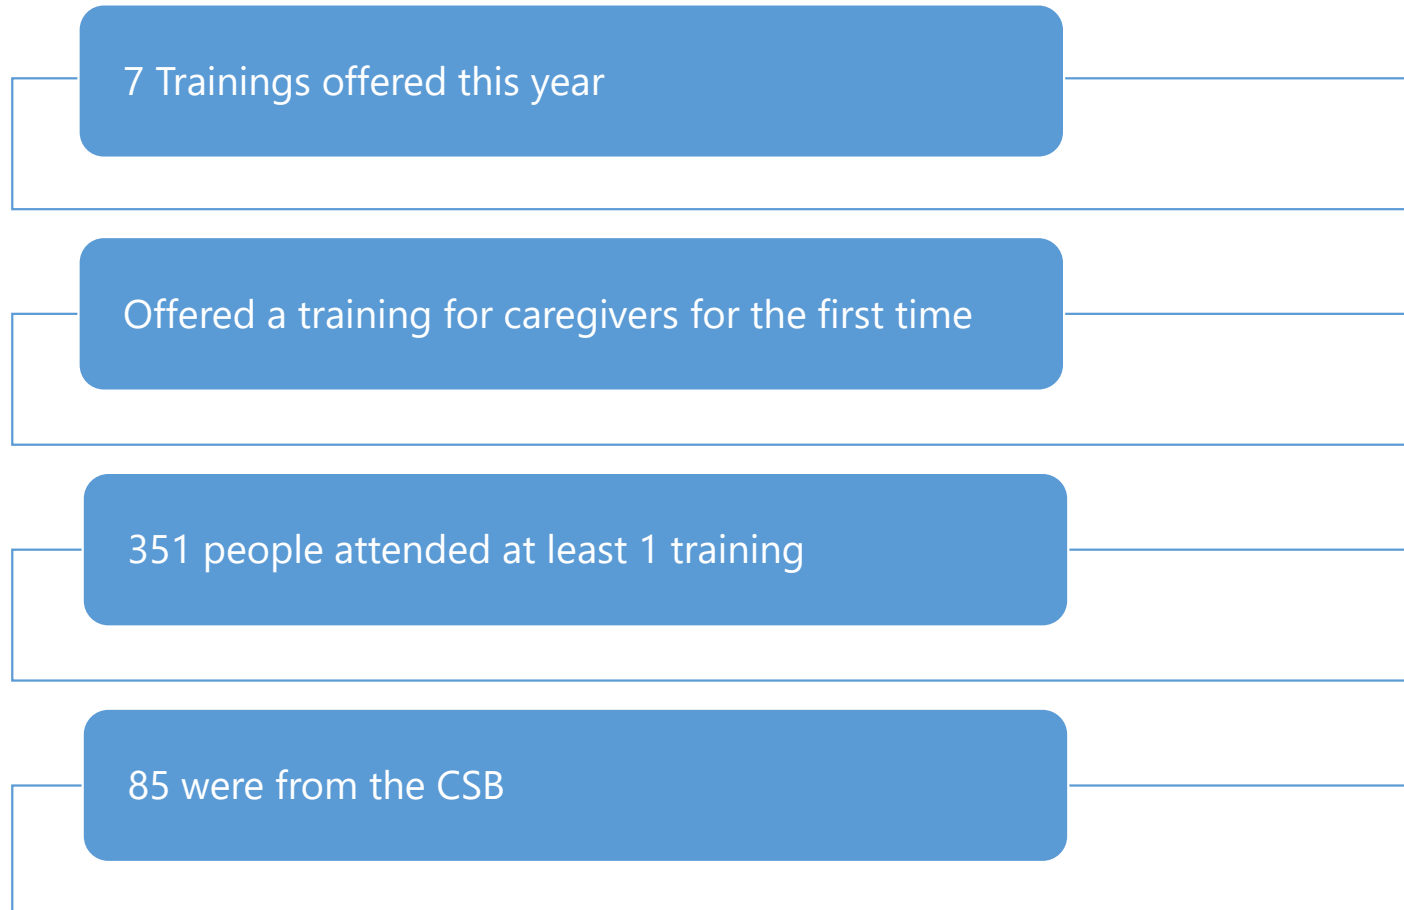 7 Trainings offered this year
Offered a training for caregivers for the first time
351 people attended at least 1 training
85 were from the CSB